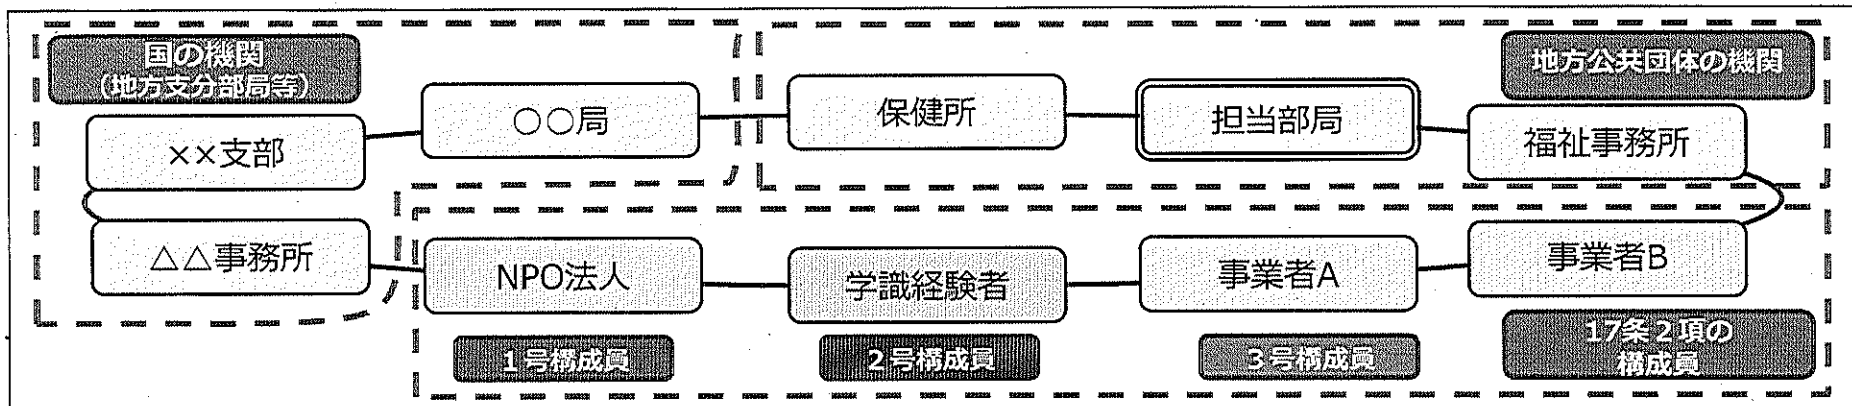 国の機関
（地方支分部局等）
地方公共団体の機関
○○局
保健所
担当部局
福祉事務所
××支部
△△事務所
NPO法人
学識経験者
事業者A
事業者B
1号構成員
2号構成員
3号構成員
17条2項の
構成員